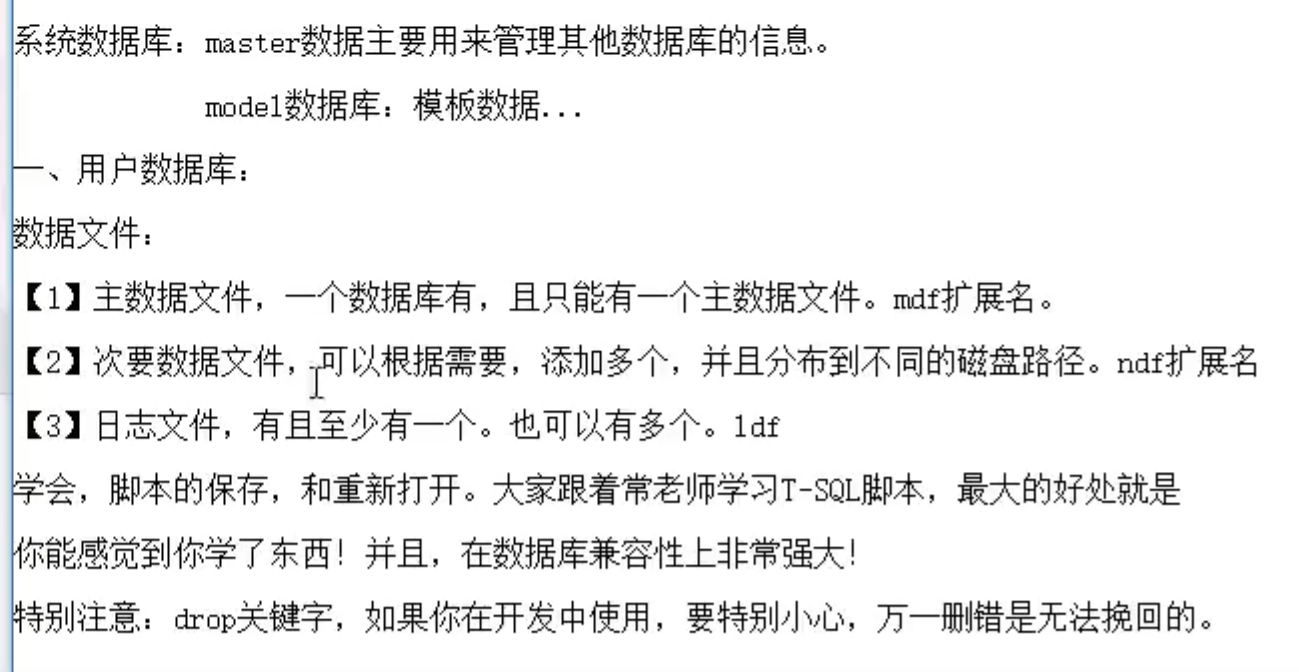 系统数据库：master数据主要用来管理其他数据库的信息。
model数据库：模板数据...
一、用户数据库：
数据文件：
【1】主数据文件，一个数据库有，且只能有一个主数据文件。mdf扩展名。
【2】次要数据文件，可以根据需要，添加多个，并且分布到不同的磁盘路径。ndf扩展名
【3】日志文件，有且至少有一个。也可以有多个。ldf
学会，脚本的保存，和重新打开。大家跟着常老师学习T-SQL脚本，最大的好处就是
你能感觉到你学了东西！并且，在数据库兼容性上非常强大！
特别注意：drop关键字，如果你在开发中使用，要特别小心，万一删错是无法挽回的。